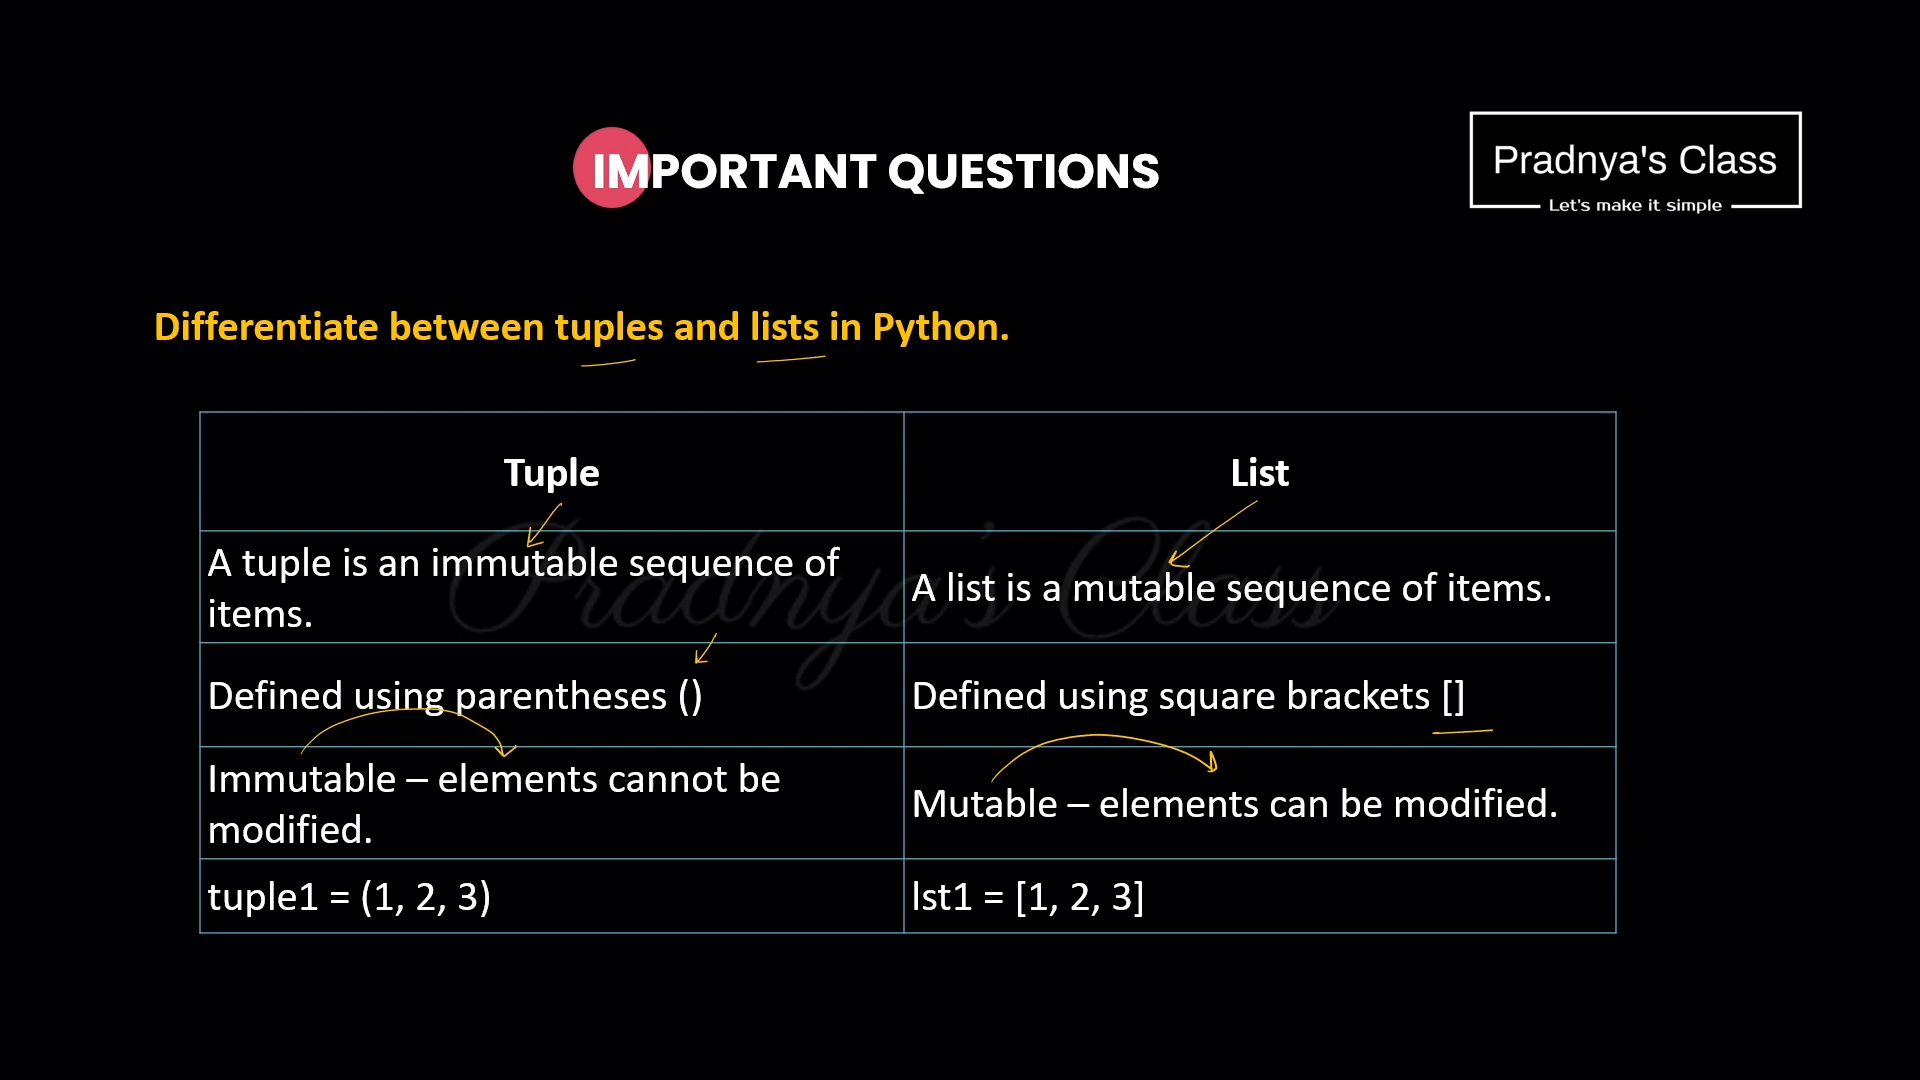 IMPORTANT QUESTIONS
Pradnya's Class
Let's make it simple
Differentiate between tuples and lists in Python.
Tuple
List
A tuple is an immutable sequence of
items.
A list is a mutable sequence of items.
Pradnya's Class
Defined using parentheses ()
Defined using square brackets []
Immutable – elements cannot be
modified.
Mutable – elements can be modified.
tuple1 = (1, 2, 3)
lst1 = [1, 2, 3]